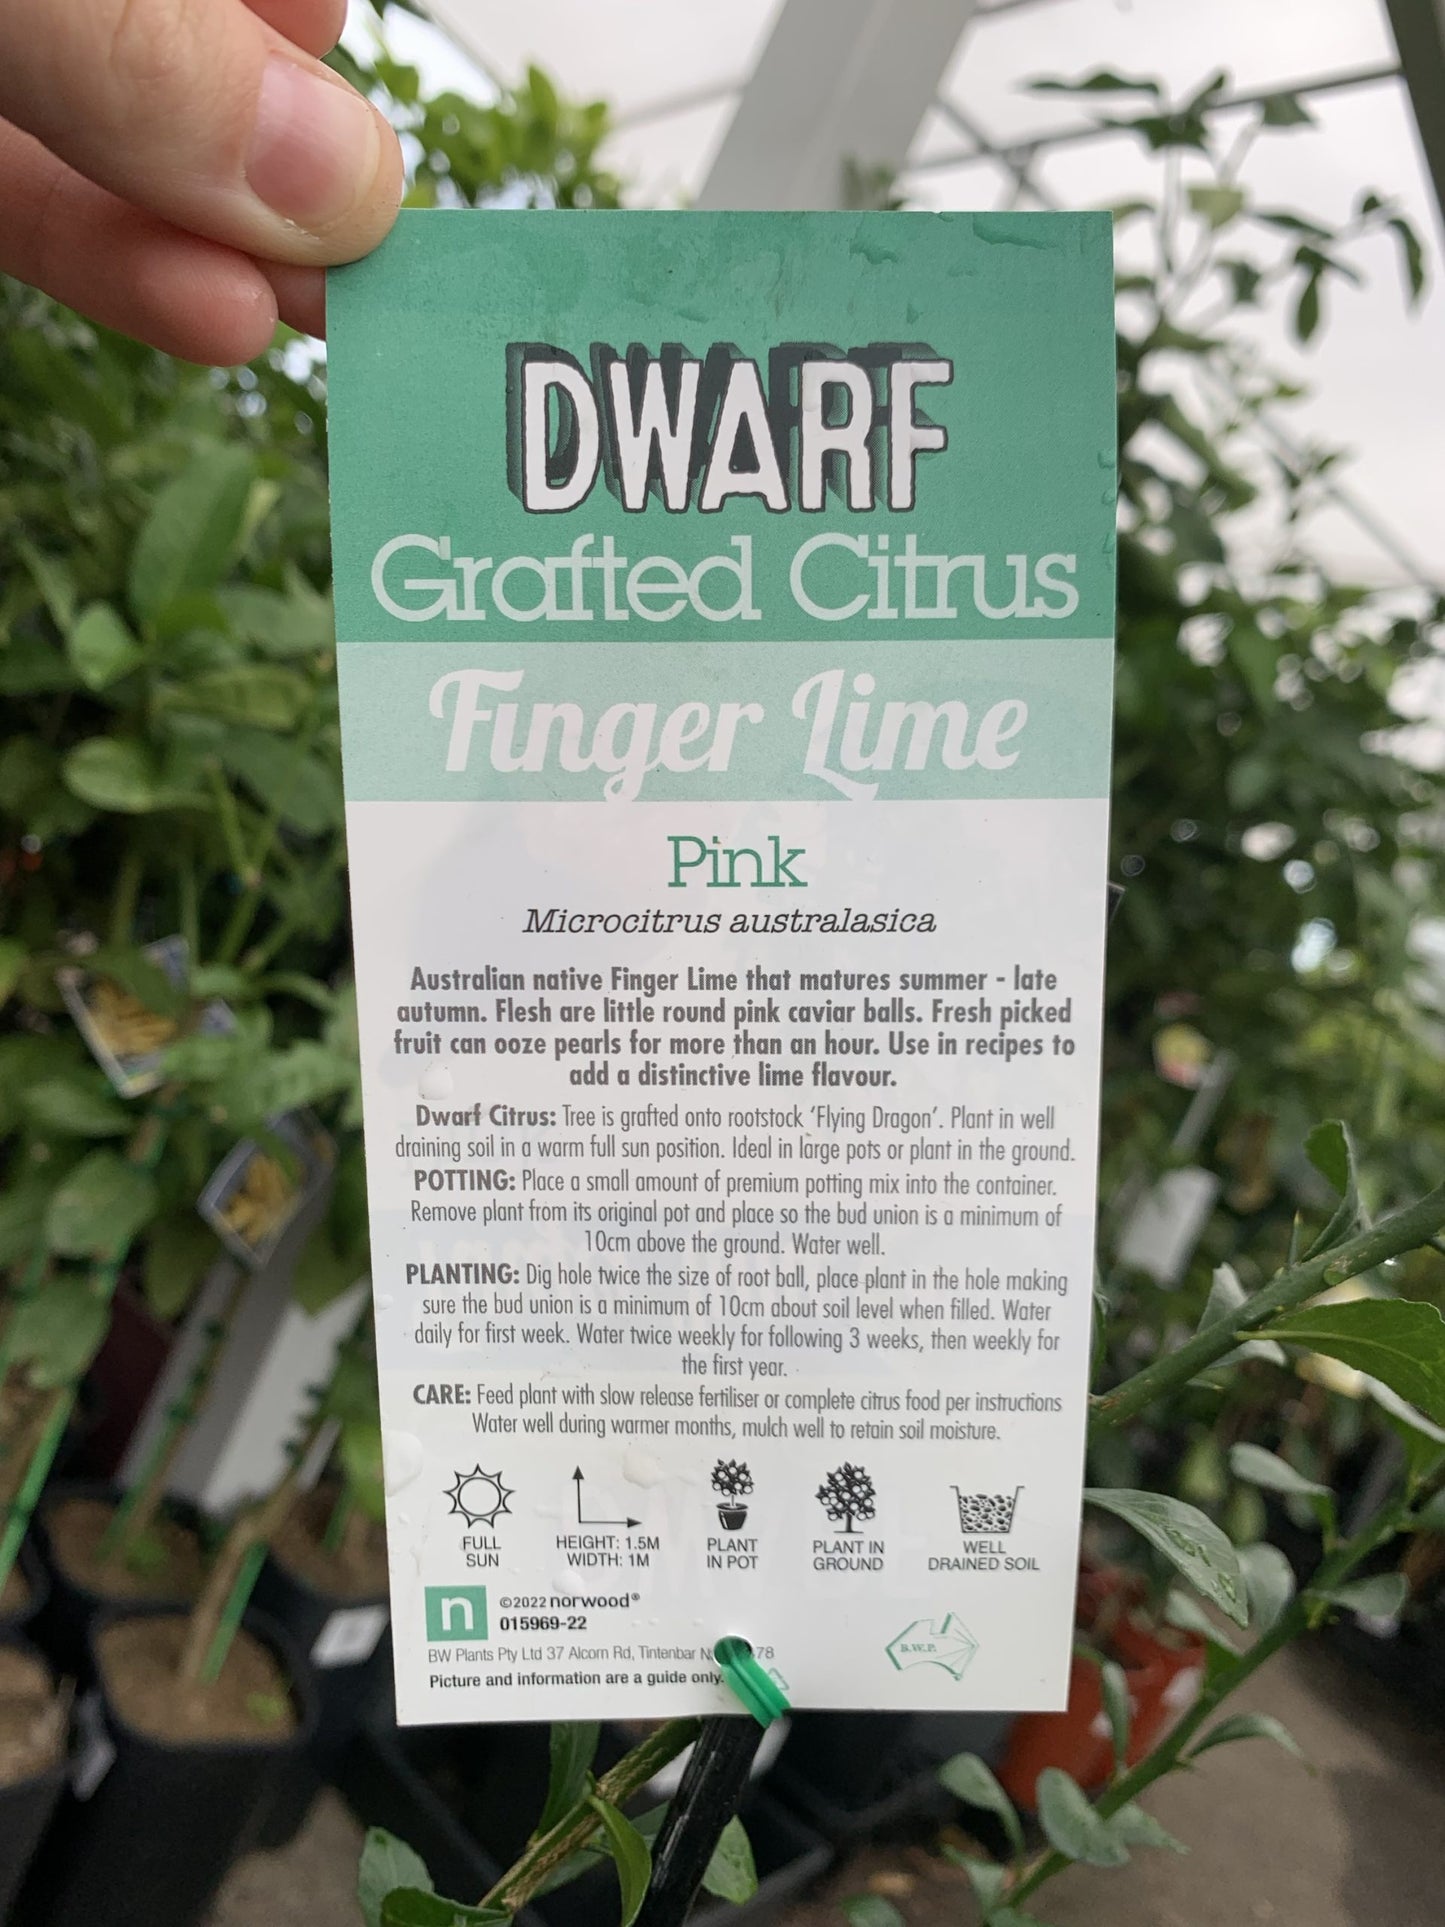 DWARF
Grafted Citrus
Finger Lime
Pink
Microcitrus australasica
Australian native Finger Lime that matures summer - late
autumn. Flesh are little round pink caviar balls. Fresh picked
fruit can ooze pearls for more than an hour. Use in recipes to
add a distinctive lime flavour.
Dwarf Citrus: Tree is grafted onto rootstock 'Flying Dragon'. Plant in well
draining soil in a warm full sun position. Ideal in large pots or plant in the ground.
POTTING: Place a small amount of premium potting mix into the container.
Remove plant from its original pot and place so the bud union is a minimum of
10cm above the ground. Water well.
PLANTING: Dig hole twice the size of root ball, place plant in the hole making
sure the bud union is a minimum of 10cm about soil level when filled. Water
daily for first week. Water twice weekly for following 3 weeks, then weekly for
the first year.
CARE: Feed plant with slow release fertiliser or complete citrus food per instructions
Water well during warmer months, mulch well to retain soil moisture.
FULL
SUN
HEIGHT: 1.5M
WIDTH: 1M
PLANT
IN POT
PLANT IN
GROUND
WELL
DRAINED SOIL
n
©2022 norwood®
015969-22
BW Plants Pty Ltd 37 Alcorn Rd, Tintenbar
Picture and information are a guide only.
B.W.P.